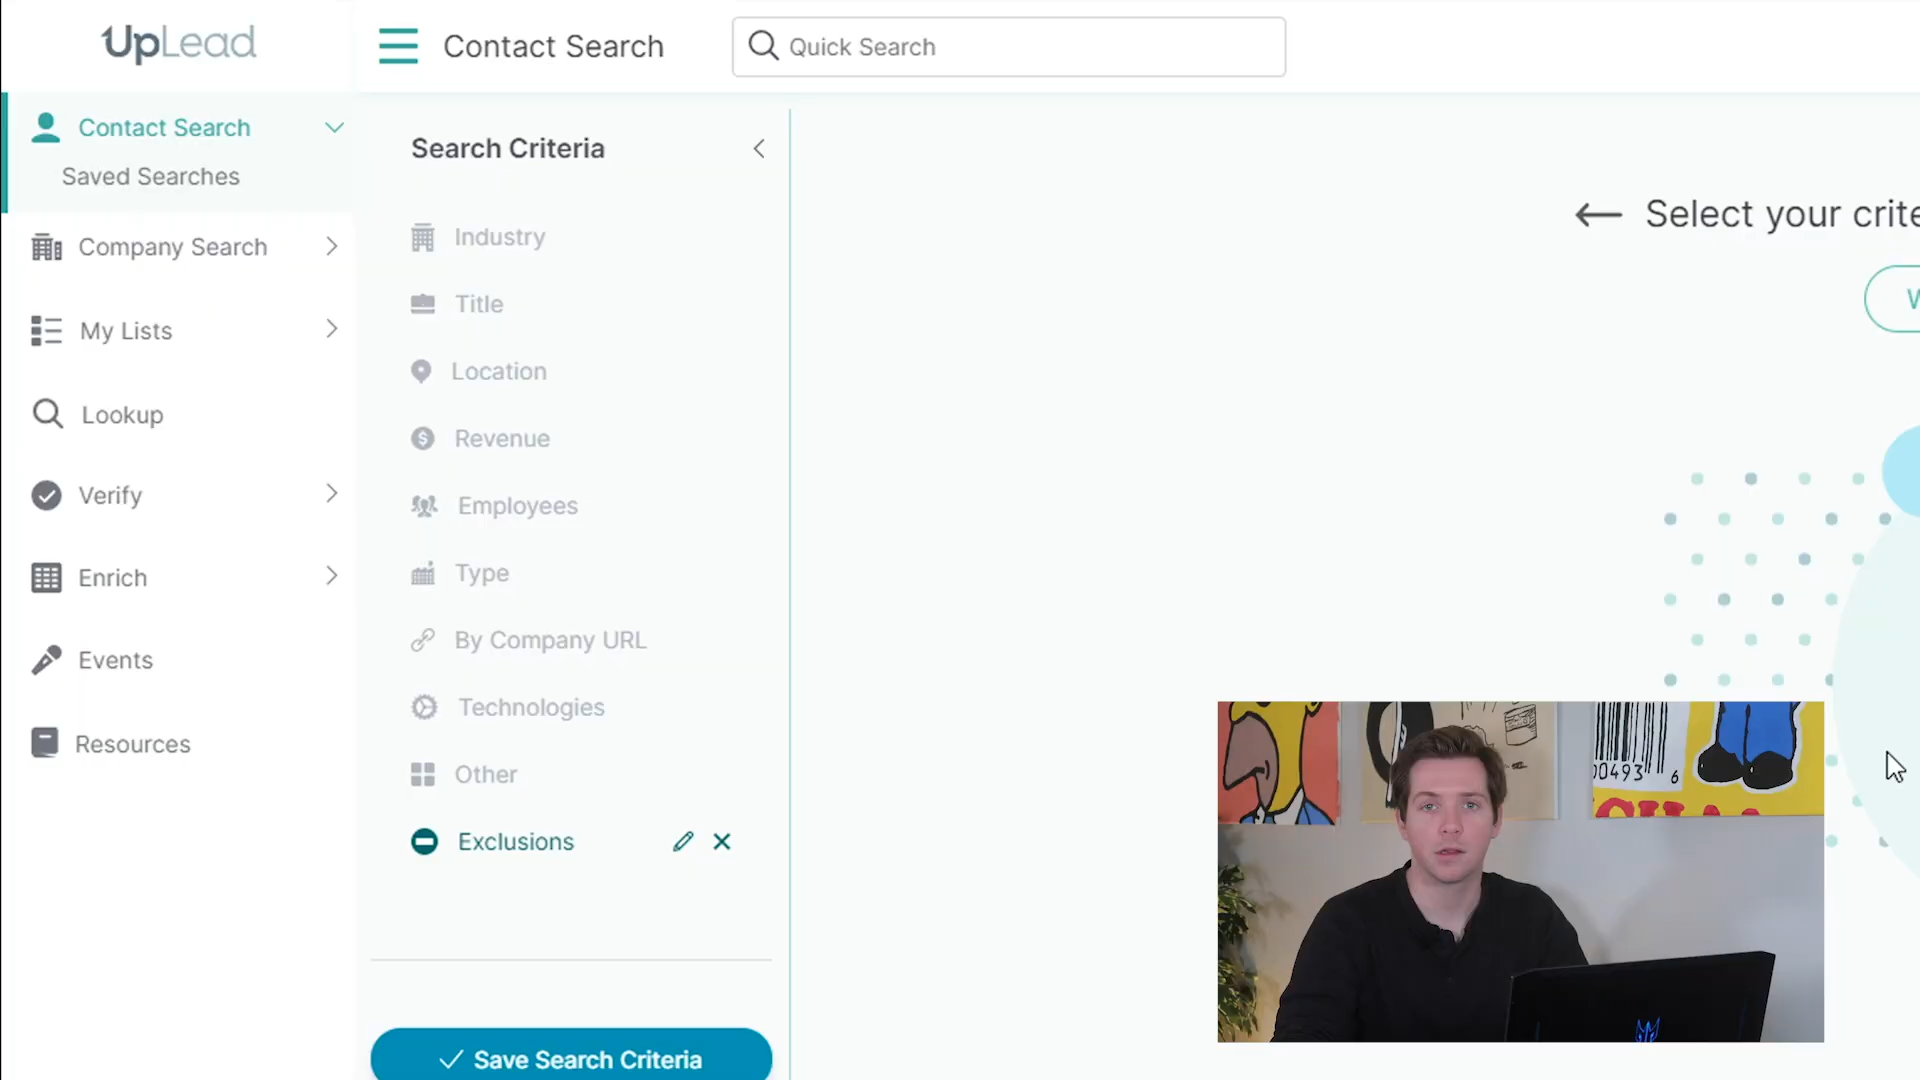 UpLead
Contact Search
Quick Search
Contact Search
Saved Searches
Company Search
My Lists
Lookup
Verify
Enrich
Events
Resources
Search Criteria
Industry
Title
Location
Revenue
Employees
Type
By Company URL
Technologies
Other
Exclusions
Save Search Criteria
Select your crite
W
00493 6